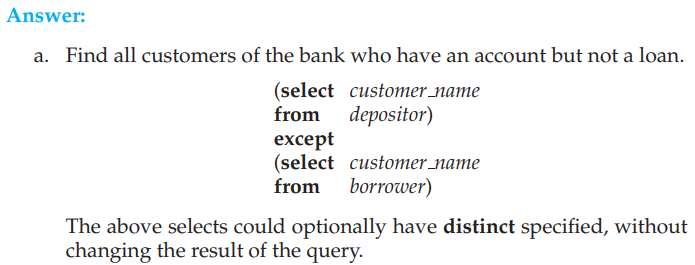 Answer:
a. Find all customers of the bank who have an account but not a loan.
(select customer_name
from depositor)
except
(select customer_name
from borrower)
The above selects could optionally have distinct specified, without
changing the result of the query.